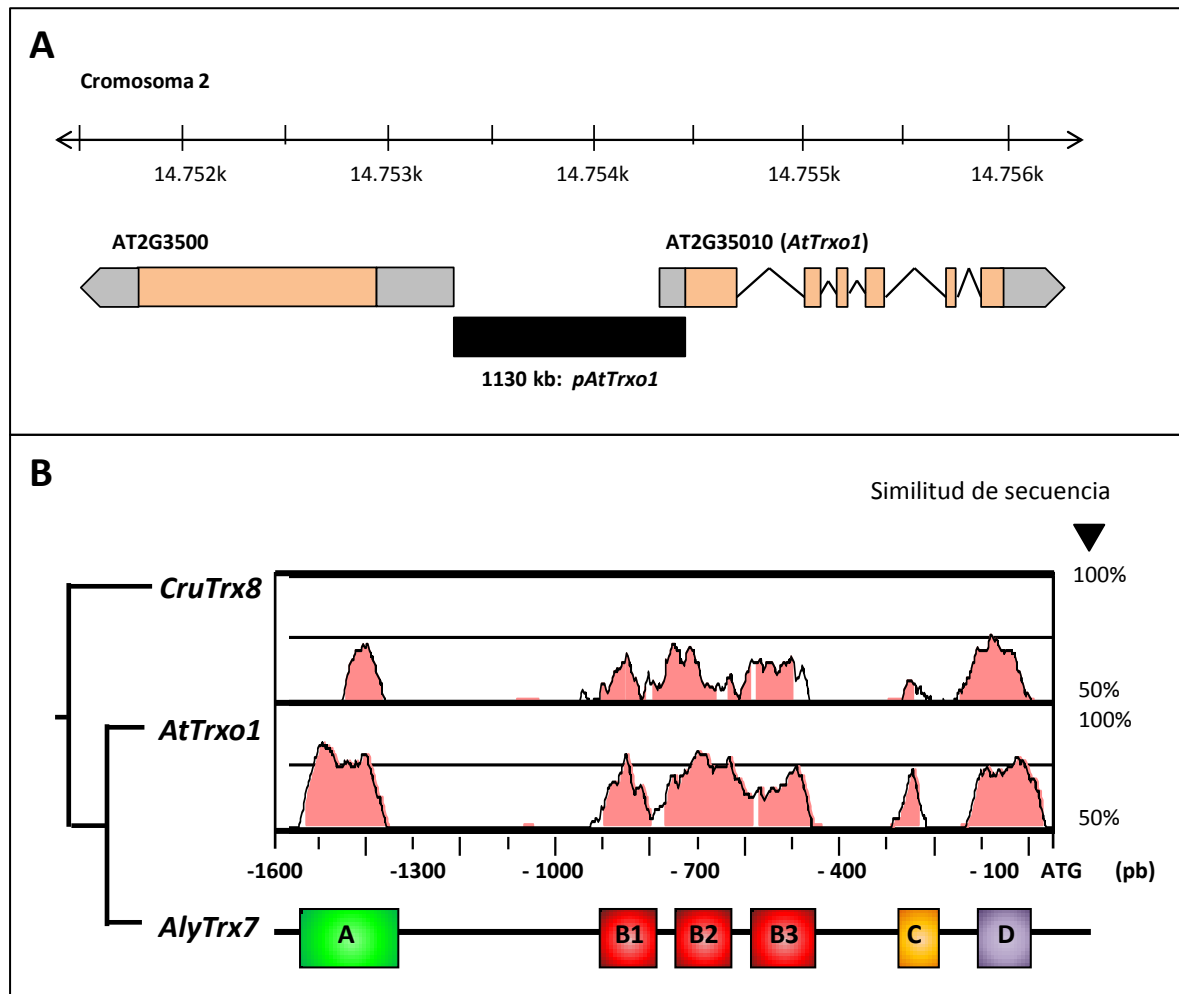 A
Cromosoma 2
14.752k 14.753k 14.754k 14.755k 14.756k
AT2G3500 AT2G35010 (AtTrxo1)
1130 kb: pAtTrxo1
B
Similitud de secuencia
CruTrx8
100%
50%
AtTrxo1
100%
50%
-1600 -1300 - 1000 - 700 - 400 - 100 ATG (pb)
AlyTrx7
A B1 B2 B3 C D